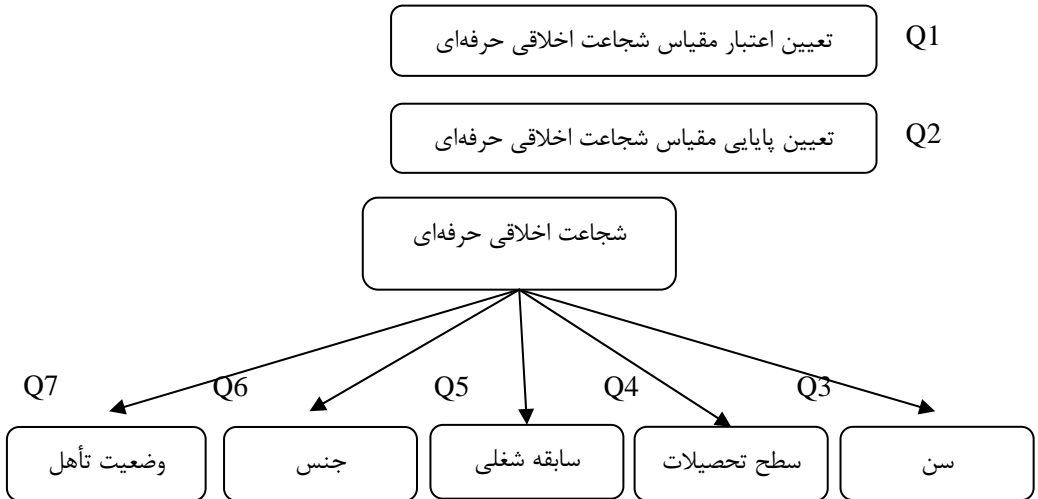 تعیین اعتبار مقیاس شجاعت اخلاقی حرفه‌ای
Q1
تعیین پایایی مقیاس شجاعت اخلاقی حرفه‌ای
Q2
شجاعت اخلاقی حرفه‌ای
Q3
Q4
Q5
Q6
Q7
سن
سطح تحصیلات
سابقه شغلی
جنس
وضعیت تأهل